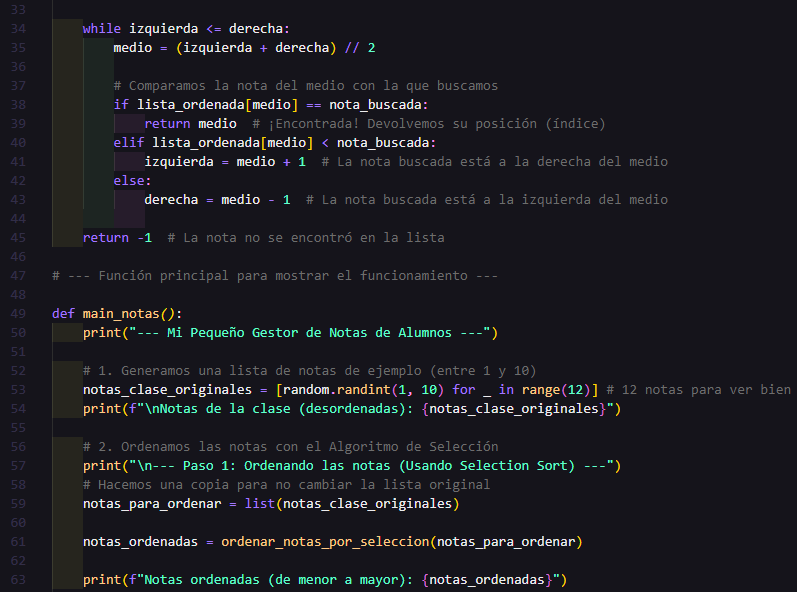 33
34 while izquierda <= derecha:
35 medio = (izquierda + derecha) // 2
36
37 # Comparamos la nota del medio con la que buscamos
38 if lista_ordenada[medio] == nota_buscada:
39 return medio  # ¡Encontrada! Devolvemos su posición (índice)
40 elif lista_ordenada[medio] < nota_buscada:
41 izquierda = medio + 1  # La nota buscada está a la derecha del medio
42 else:
43 derecha = medio - 1  # La nota buscada está a la izquierda del medio
44
45 return -1  # La nota no se encontró en la lista
46
47 # --- Función principal para mostrar el funcionamiento ---
48
49 def main_notas():
50 print("--- Mi Pequeño Gestor de Notas de Alumnos ---")
51
52 # 1. Generamos una lista de notas de ejemplo (entre 1 y 10)
53 notas_clase_originales = [random.randint(1, 10) for _ in range(12)] # 12 notas para ver bien
54 print(f"\nNotas de la clase (desordenadas): {notas_clase_originales}")
55
56 # 2. Ordenamos las notas con el Algoritmo de Selección
57 print("\n--- Paso 1: Ordenando las notas (Usando Selection Sort) ---")
58 # Hacemos una copia para no cambiar la lista original
59 notas_para_ordenar = list(notas_clase_originales)
60
61 notas_ordenadas = ordenar_notas_por_seleccion(notas_para_ordenar)
62
63 print(f"Notas ordenadas (de menor a mayor): {notas_ordenadas}")